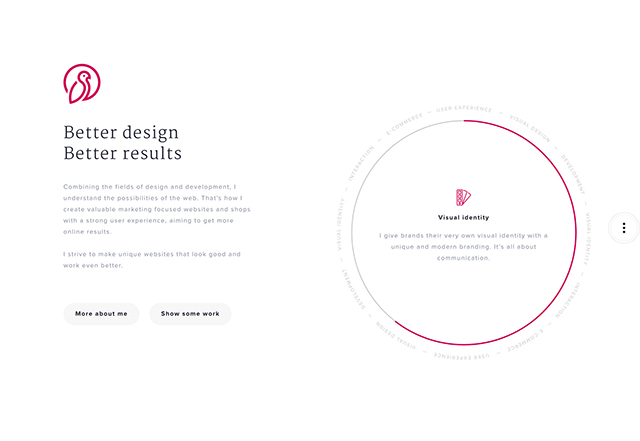 Better design
Better results
Combining the fields of design and development, I
understand the possibilities of the web. That's how I
create valuable marketing focused websites and shops
with a strong user experience, aiming to get more
online results.
I strive to make unique websites that look good and
work even better.
More about me
Show some work
USER EXPERIENCE — VISUAL DESIGN — DEVELOPMENT — VISUAL IDENTITY — INTERACTION — E-COMMERCE — USER EXPERIENCE — VISUAL DESIGN — DEVELOPMENT — VISUAL IDENTITY — INTERACTION — E-COMMERCE —
Visual identity
I give brands their very own visual identity with a
unique and modern branding. It's all about
communication.